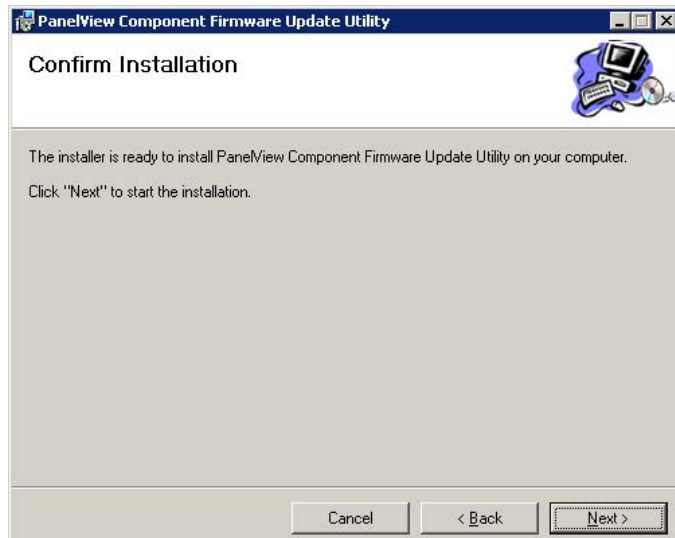 PanelView Component Firmware Update Utility
Confirm Installation
The installer is ready to install PanelView Component Firmware Update Utility on your computer.
Click "Next" to start the installation.
Cancel
< Back
Next >